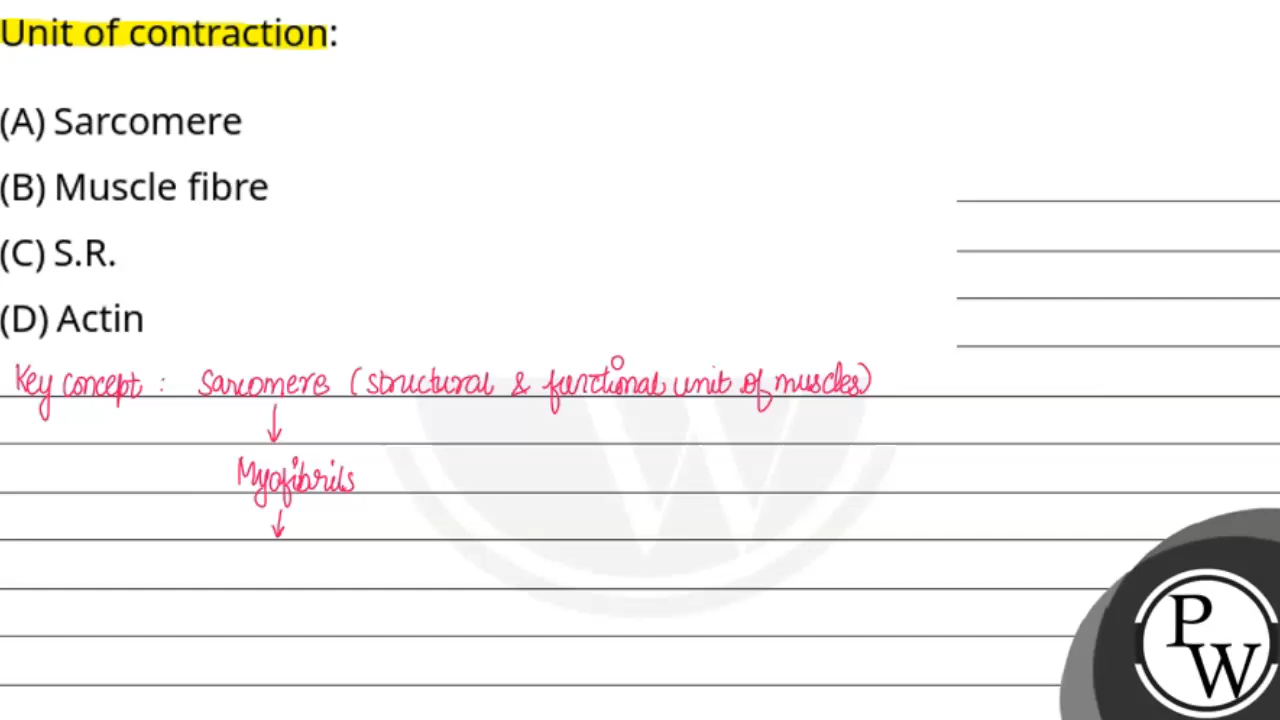 Unit of contraction:
(A) Sarcomere
(B) Muscle fibre
(C) S.R.
(D) Actin
Key concept : Sarcomere (structural & functional unit of muscles)
↓
Myofibrils
↓
PW